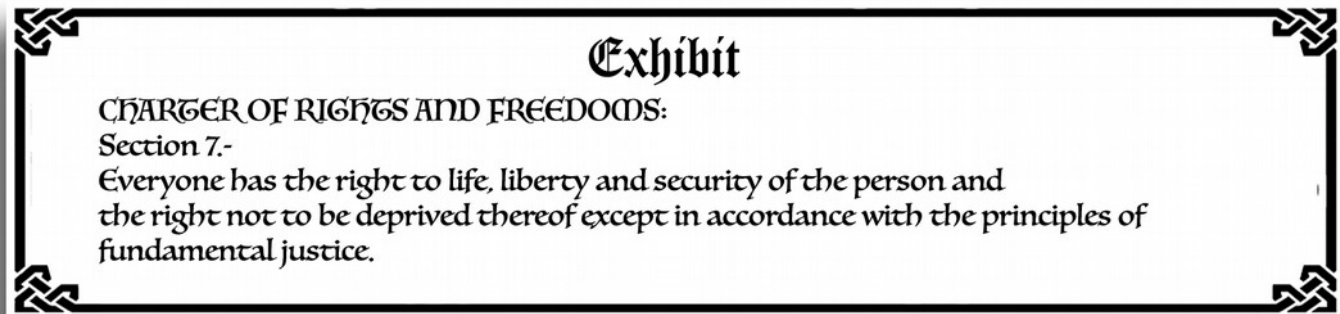 Exhibit
CHARTER OF RIGHTS AND FREEDOMS:
Section 7.-
Everyone has the right to life, liberty and security of the person and
the right not to be deprived thereof except in accordance with the principles of
fundamental justice.